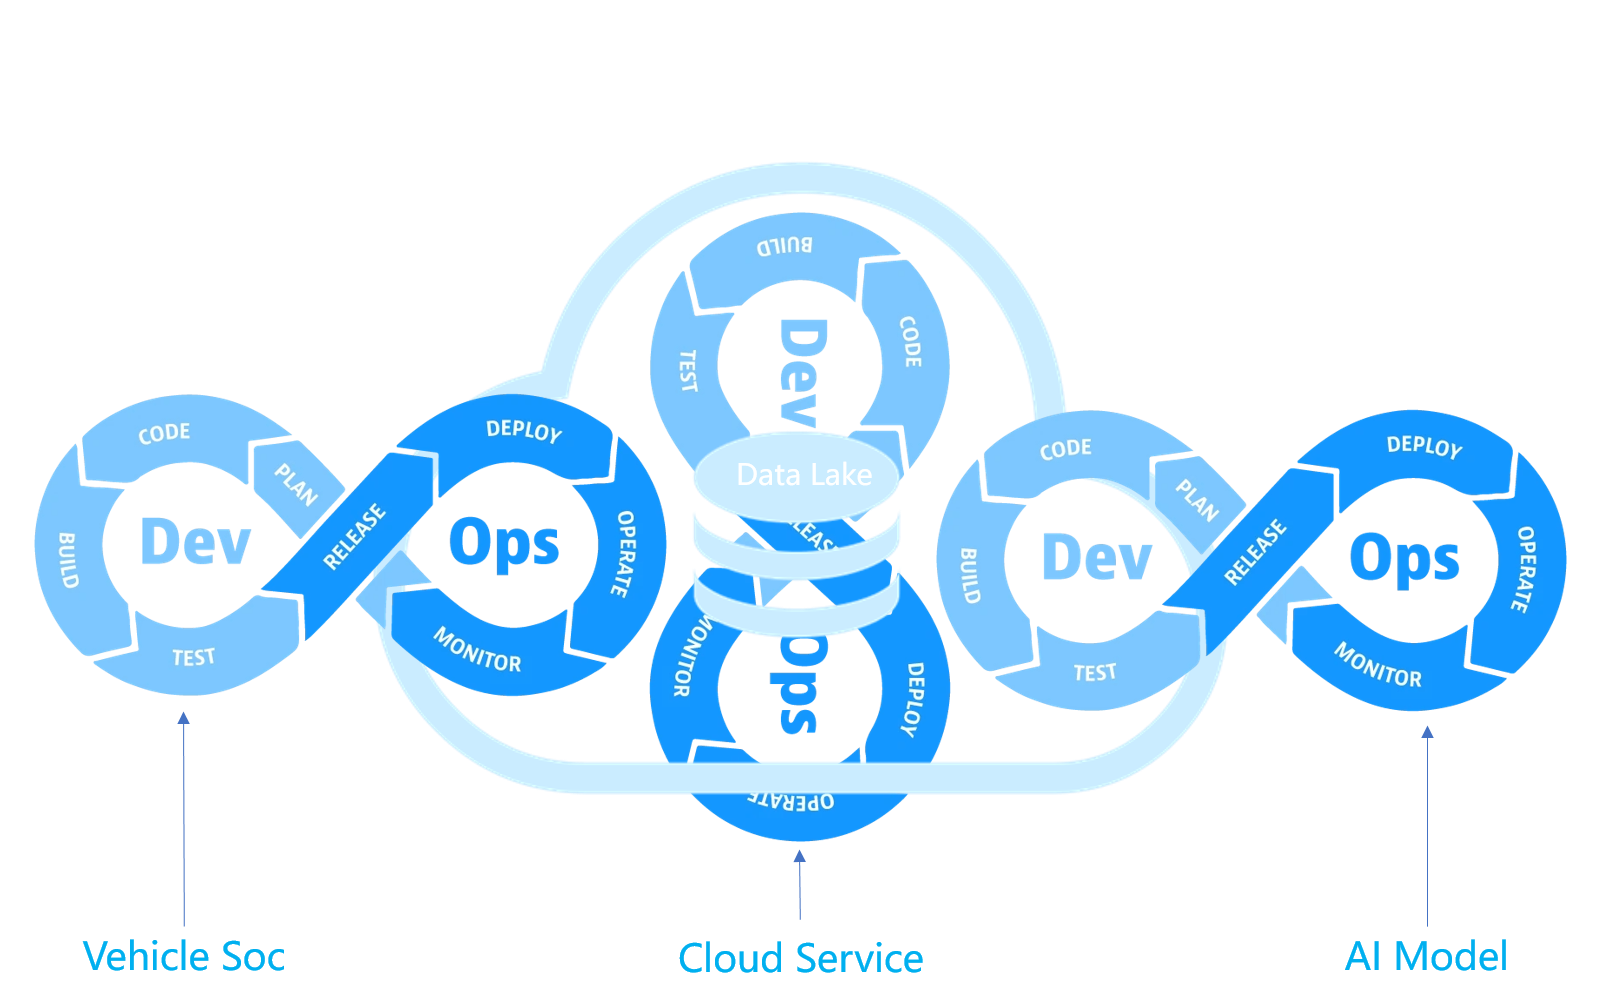 CODE
PLAN
BUILD
Dev
TEST
RELEASE
DEPLOY
Ops
OPERATE
MONITOR
BUILD
CODE
TEST
Dev
Data Lake
MONITOR
Ops
DEPLOY
OPERATE
CODE
PLAN
BUILD
Dev
TEST
RELEASE
DEPLOY
Ops
OPERATE
MONITOR
Vehicle Soc
Cloud Service
AI Model